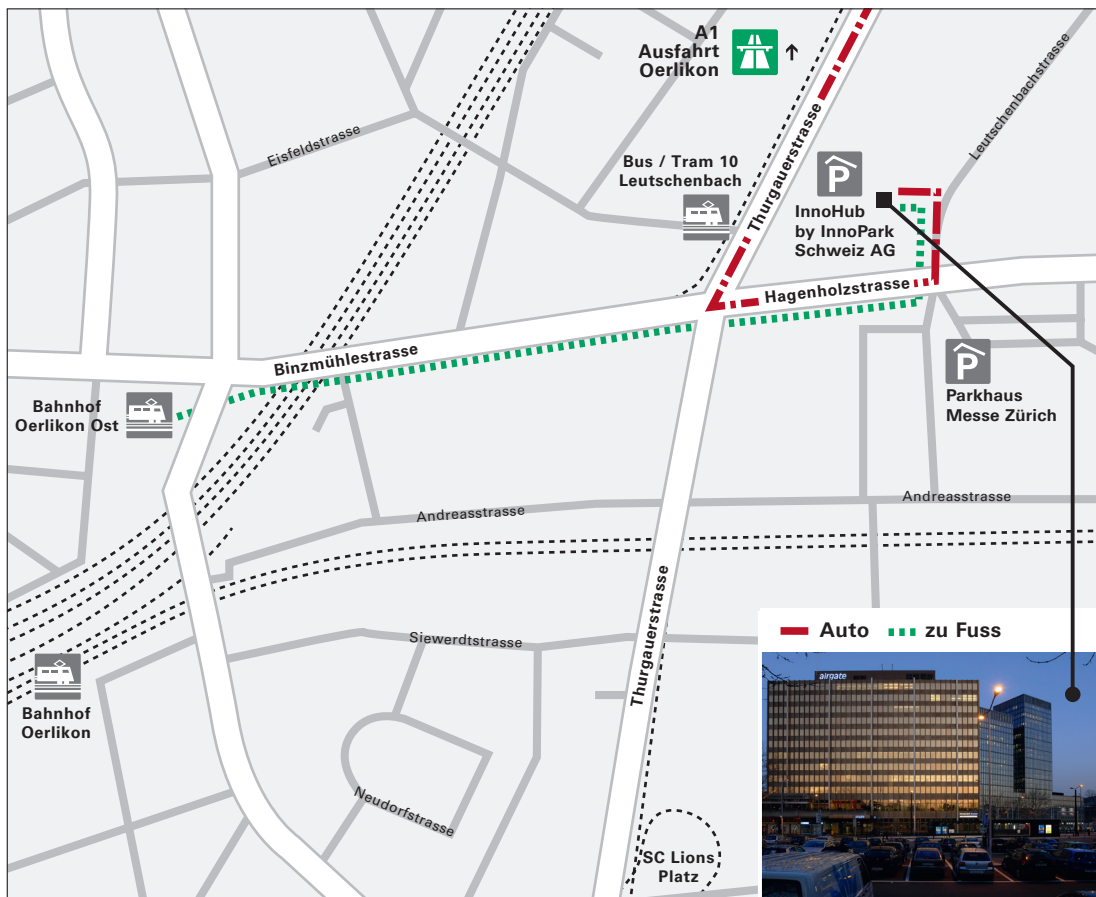 A1
Ausfahrt
Oerlikon
Leutschenbachstrasse
Eisfeldstrasse
Bus / Tram 10
Leutschenbach
Thurgauerstrasse
P
InnoHub
by InnoPark
Schweiz AG
Hagenholzstrasse
Binzmühlestrasse
P
Parkhaus
Messe Zürich
Bahnhof
Oerlikon Ost
Andreasstrasse
Andreasstrasse
Thurgauerstrasse
Siewerdtstrasse
Auto
zu Fuss
Bahnhof
Oerlikon
airgate
Neudorfstrasse
SC Lions
Platz